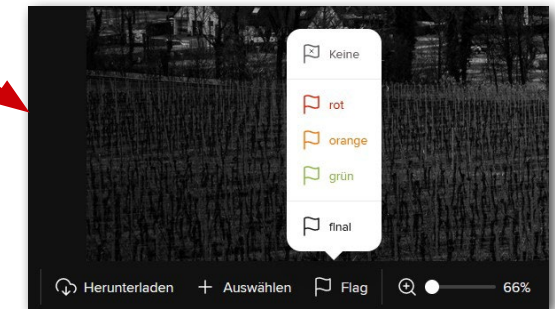 Keine
rot
orange
grün
final
Herunterladen Auswählen Flag 66%